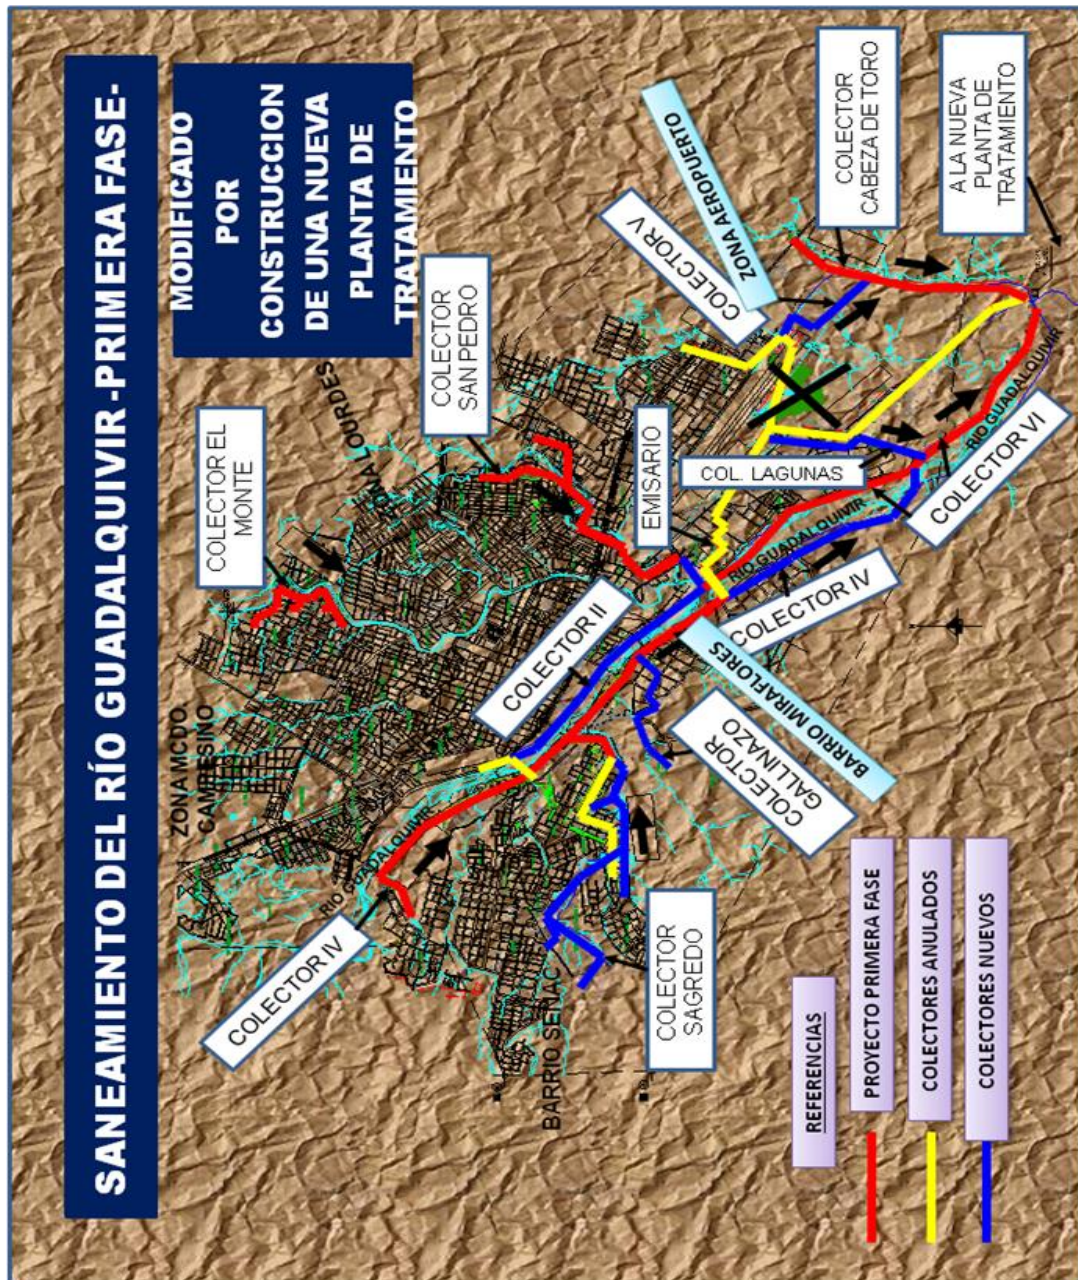 SANEAMIENTO DEL RÍO GUADALQUIVIR-PRIMERA FASE-
MODIFICADO
POR
CONSTRUCCION
DE UNA NUEVA
PLANTA DE
TRATAMIENTO
ZONA MCDO
CAMPESINO
COLECTOR EL
MONTE
ZONA LOURDES
COLECTOR
SAN PEDRO
COLECTOR V
ZONA AEROPUERTO
COLECTOR
CABEZA DE TORO
A LA NUEVA
PLANTA DE
TRATAMIENTO
RIO GUADALQUIVIR
COLECTOR IV
COLECTOR II
EMISARIO
COL. LAGUNAS
RIO GUADALQUIVIR
RIO GUADALQUIVIR
COLECTOR VI
COLECTOR IV
BARRIO MIRAFLORES
COLECTOR
GALLINAZO
BARRIO SENAC
COLECTOR
SAGREDO
REFERENCIAS
PROYECTO PRIMERA FASE
COLECTORES ANULADOS
COLECTORES NUEVOS